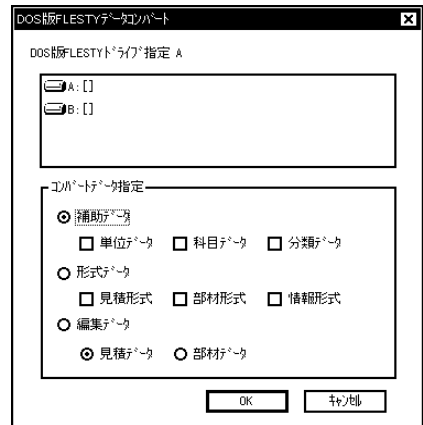 DOS版FLESTYﾃﾞｰﾀｺﾝﾊﾞｰﾄ
DOS版FLESTYﾄﾞﾗｲﾌﾞ指定 A
A:[]
B:[]
ｺﾝﾊﾞｰﾄﾃﾞｰﾀ指定
補助ﾃﾞｰﾀ
単位ﾃﾞｰﾀ 科目ﾃﾞｰﾀ 分類ﾃﾞｰﾀ
形式ﾃﾞｰﾀ
見積形式 部材形式 情報形式
編集ﾃﾞｰﾀ
見積ﾃﾞｰﾀ 部材ﾃﾞｰﾀ
OK ｷｬﾝｾﾙ